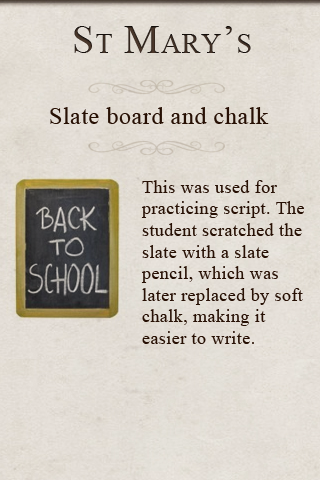 St Mary's
Slate board and chalk
BACK
TO
SCHOOL
This was used for
practicing script. The
student scratched the
slate with a slate
pencil, which was
later replaced by soft
chalk, making it
easier to write.